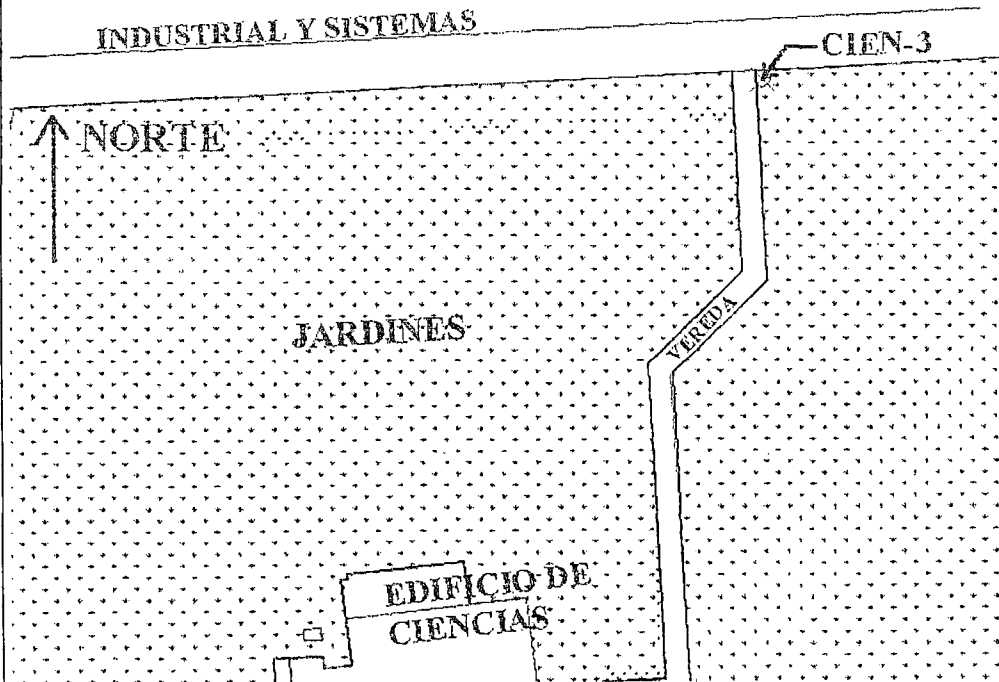 INDUSTRIAL Y SISTEMAS
CIEN-3
NORTE
JARDINES
VEREDA
EDIFICIO DE
CIENCIAS